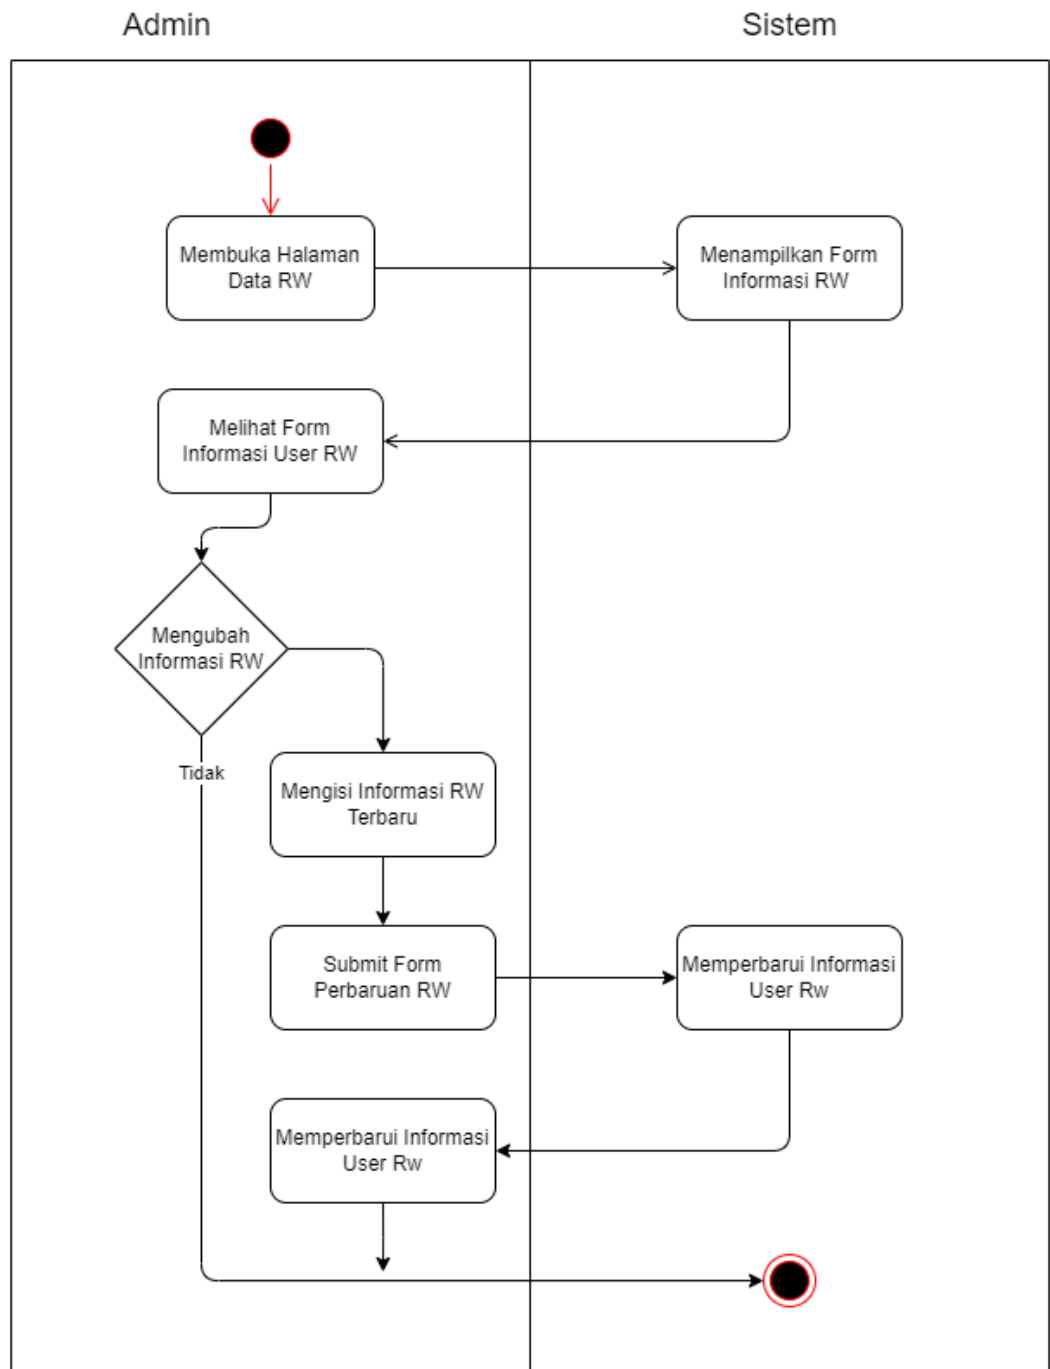 Admin
Sistem
Membuka Halaman
Data RW
Menampilkan Form
Informasi RW
Melihat Form
Informasi User RW
Mengubah
Informasi RW
Tidak
Mengisi Informasi RW
Terbaru
Submit Form
Perbaruan RW
Memperbarui Informasi
User Rw
Memperbarui Informasi
User Rw